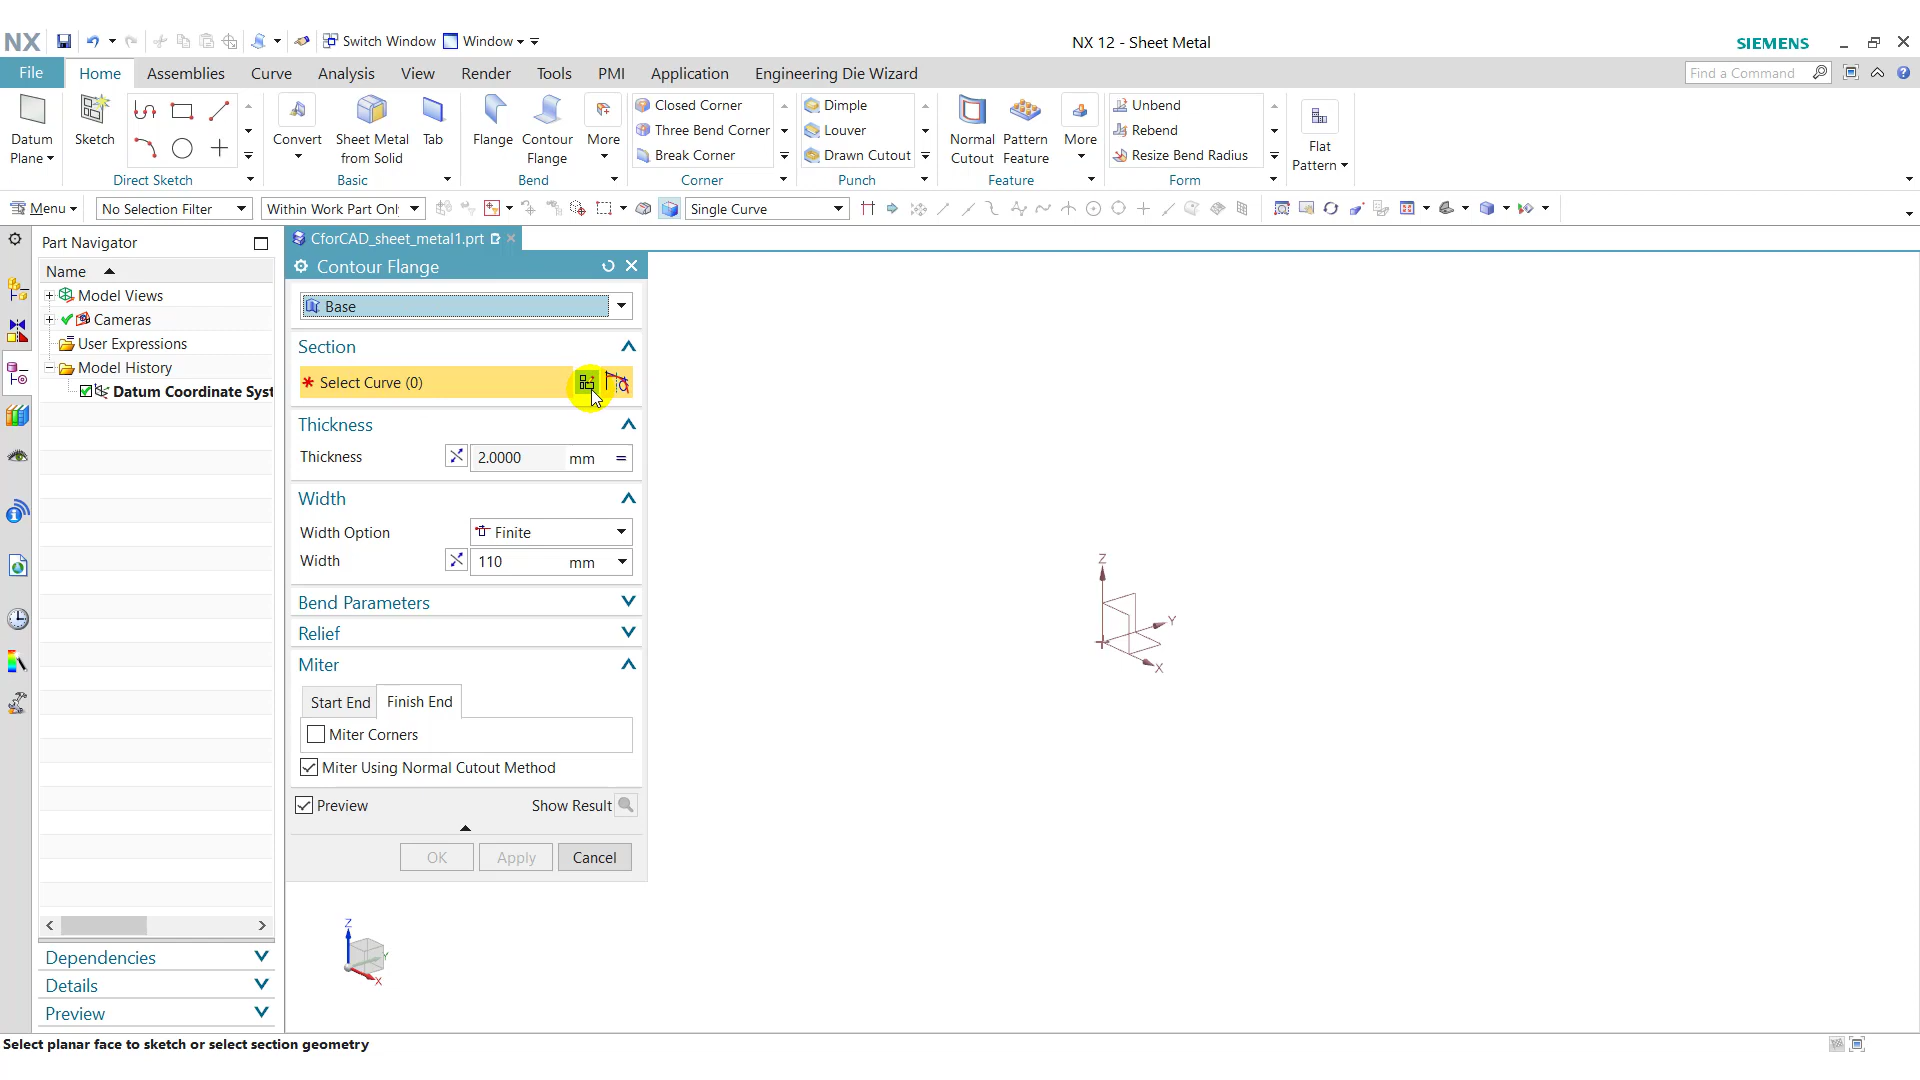 NX
Switch Window
Window
NX 12 - Sheet Metal
SIEMENS
File
Home
Assemblies
Curve
Analysis
View
Render
Tools
PMI
Application
Engineering Die Wizard
Find a Command
Datum
Plane
Sketch
Direct Sketch
Convert
Sheet Metal
from Solid
Tab
Basic
Flange
Contour
Flange
More
Bend
Closed Corner
Three Bend Corner
Break Corner
Corner
Dimple
Louver
Drawn Cutout
Punch
Normal
Cutout
Pattern
Feature
More
Feature
Unbend
Rebend
Resize Bend Radius
Form
Flat
Pattern
Menu
No Selection Filter
Within Work Part Onl
Single Curve
Part Navigator
Name
Model Views
Cameras
User Expressions
Model History
Datum Coordinate Syst
Dependencies
Details
Preview
CforCAD_sheet_metal1.prt
Contour Flange
Base
Section
* Select Curve (0)
Thickness
Thickness 2.0000 mm =
Width
Width Option Finite
Width 110 mm
Bend Parameters
Relief
Miter
Start End
Finish End
Miter Corners
Miter Using Normal Cutout Method
Preview
Show Result
OK
Apply
Cancel
Z
Y
X
Z
Y
X
Select planar face to sketch or select section geometry